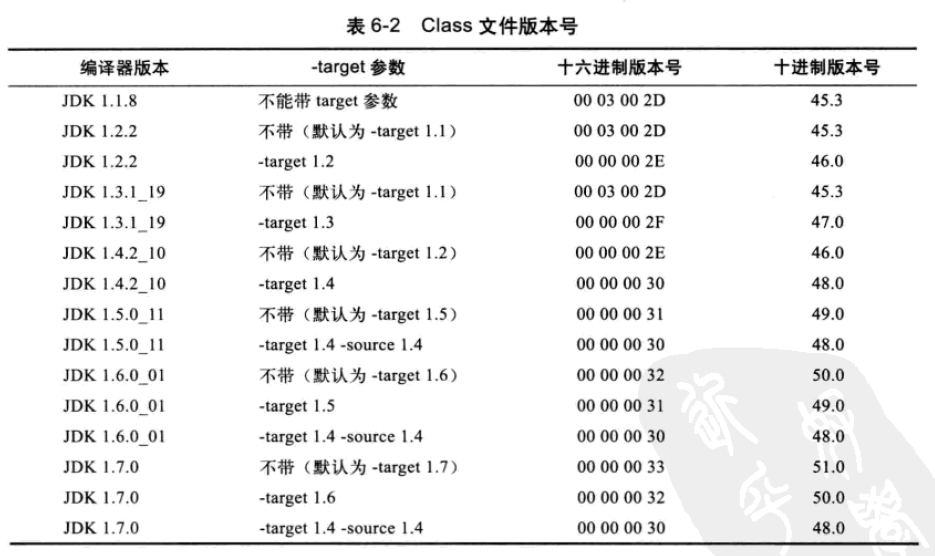 表 6-2 Class 文件版本号
编译器版本 -target 参数 十六进制版本号 十进制版本号
JDK 1.1.8 不能带 target 参数 00 03 00 2D 45.3
JDK 1.2.2 不带（默认为 -target 1.1） 00 03 00 2D 45.3
JDK 1.2.2 -target 1.2 00 00 00 2E 46.0
JDK 1.3.1_19 不带（默认为 -target 1.1） 00 03 00 2D 45.3
JDK 1.3.1_19 -target 1.3 00 00 00 2F 47.0
JDK 1.4.2_10 不带（默认为 -target 1.2） 00 00 00 2E 46.0
JDK 1.4.2_10 -target 1.4 00 00 00 30 48.0
JDK 1.5.0_11 不带（默认为 -target 1.5） 00 00 00 31 49.0
JDK 1.5.0_11 -target 1.4 -source 1.4 00 00 00 30 48.0
JDK 1.6.0_01 不带（默认为 -target 1.6） 00 00 00 32 50.0
JDK 1.6.0_01 -target 1.5 00 00 00 31 49.0
JDK 1.6.0_01 -target 1.4 -source 1.4 00 00 00 30 48.0
JDK 1.7.0 不带（默认为 -target 1.7） 00 00 00 33 51.0
JDK 1.7.0 -target 1.6 00 00 00 32 50.0
JDK 1.7.0 -target 1.4 -source 1.4 00 00 00 30 48.0